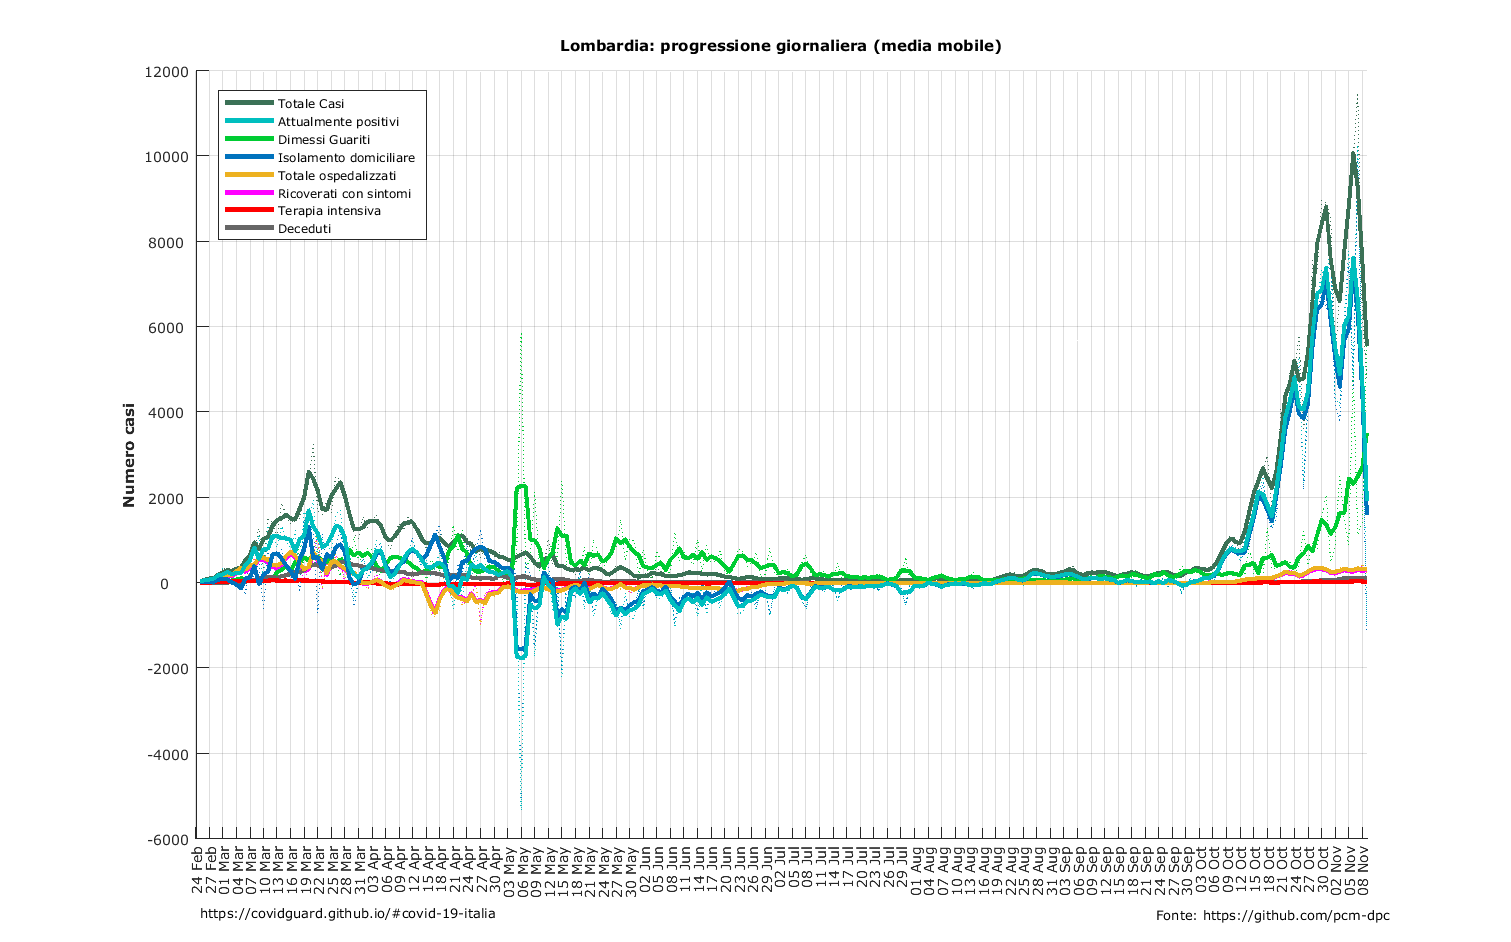 Lombardia: progressione giornaliera (media mobile)
12000
10000
8000
6000
4000
2000
0
-2000
-4000
-6000
Numero casi
Totale Casi
Attualmente positivi
Dimessi Guariti
Isolamento domiciliare
Totale ospedalizzati
Ricoverati con sintomi
Terapia intensiva
Deceduti
24 Feb
27 Feb
01 Mar
04 Mar
07 Mar
10 Mar
13 Mar
16 Mar
19 Mar
22 Mar
25 Mar
28 Mar
31 Mar
03 Apr
06 Apr
09 Apr
12 Apr
15 Apr
18 Apr
21 Apr
24 Apr
27 Apr
30 Apr
03 May
06 May
09 May
12 May
15 May
18 May
21 May
24 May
27 May
30 May
02 Jun
05 Jun
08 Jun
11 Jun
14 Jun
17 Jun
20 Jun
23 Jun
26 Jun
29 Jun
02 Jul
05 Jul
08 Jul
11 Jul
14 Jul
17 Jul
20 Jul
23 Jul
26 Jul
29 Jul
01 Aug
04 Aug
07 Aug
10 Aug
13 Aug
16 Aug
19 Aug
22 Aug
25 Aug
28 Aug
31 Aug
03 Sep
06 Sep
09 Sep
12 Sep
15 Sep
18 Sep
21 Sep
24 Sep
27 Sep
30 Sep
03 Oct
06 Oct
09 Oct
12 Oct
15 Oct
18 Oct
21 Oct
24 Oct
27 Oct
30 Oct
02 Nov
05 Nov
08 Nov
https://covidguard.github.io/#covid-19-italia
Fonte: https://github.com/pcm-dpc